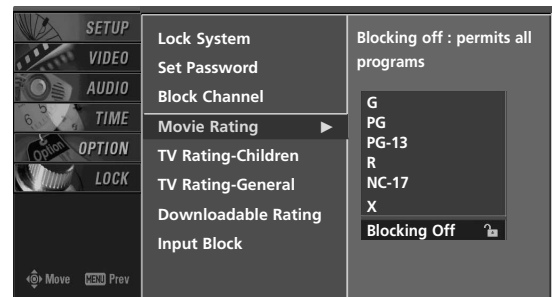 SETUP
VIDEO
AUDIO
TIME
OPTION
LOCK
Move MENU Prev
Lock System
Set Password
Block Channel
Movie Rating
TV Rating-Children
TV Rating-General
Downloadable Rating
Input Block
Blocking off : permits all
programs
G
PG
PG-13
R
NC-17
X
Blocking Off